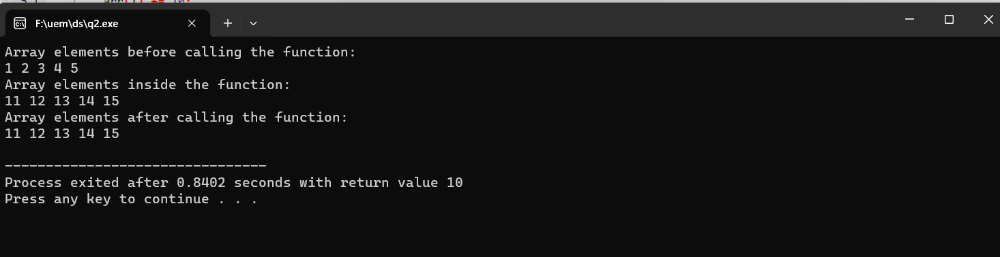 F:\uem\ds\q2.exe
Array elements before calling the function:
1 2 3 4 5
Array elements inside the function:
11 12 13 14 15
Array elements after calling the function:
11 12 13 14 15
--------------------------------
Process exited after 0.8402 seconds with return value 10
Press any key to continue . . .